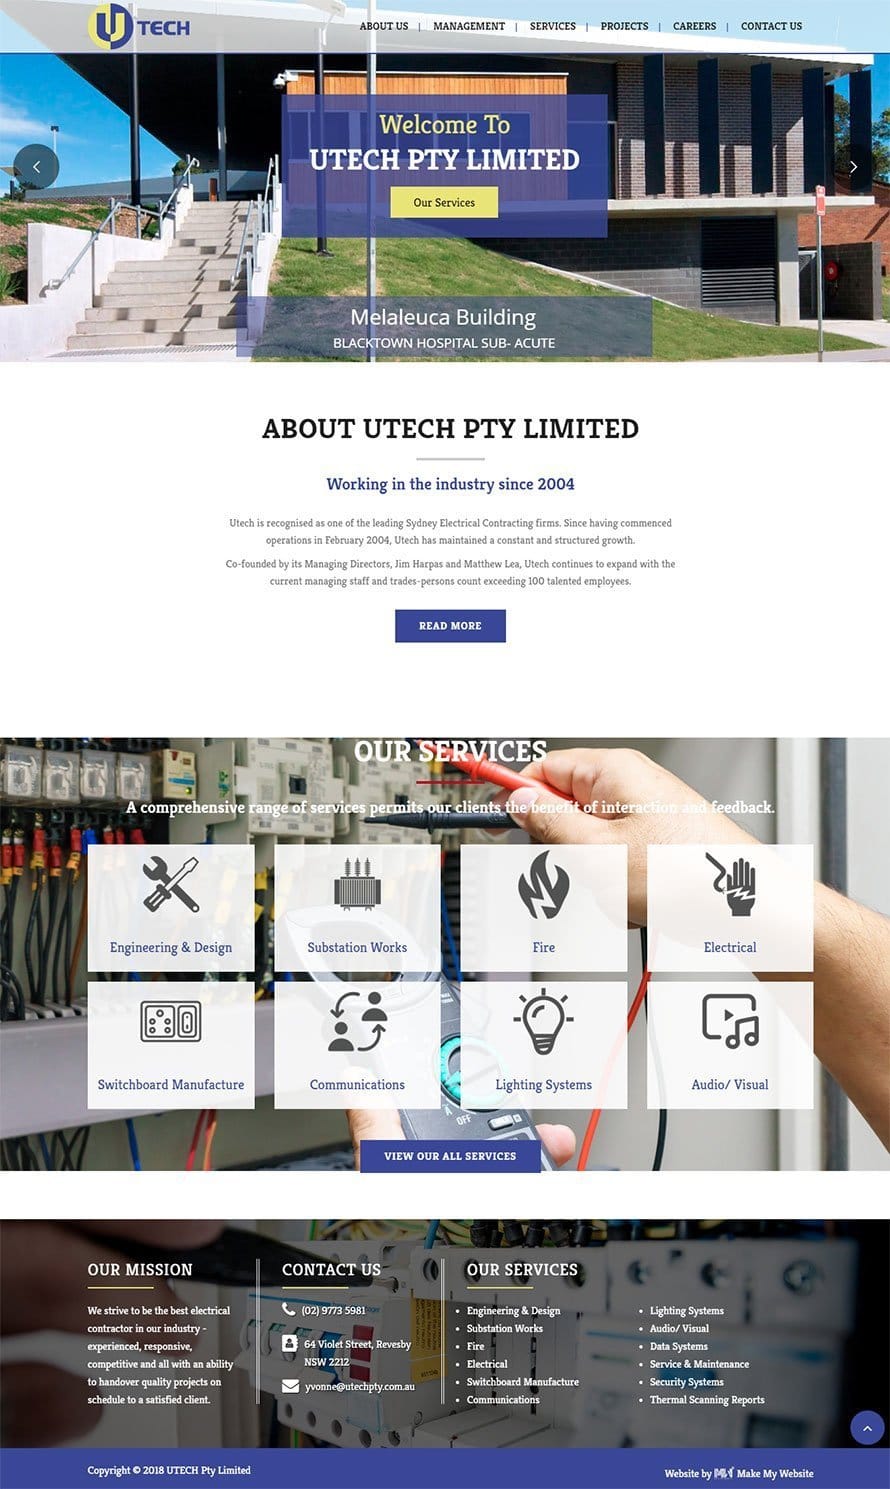 U TECH
ABOUT US | MANAGEMENT | SERVICES | PROJECTS | CAREERS | CONTACT US
Welcome To
UTECH PTY LIMITED
Our Services
Melaleuca Building
BLACKTOWN HOSPITAL SUB- ACUTE
ABOUT UTECH PTY LIMITED
Working in the industry since 2004
Utech is recognised as one of the leading Sydney Electrical Contracting firms. Since having commenced
operations in February 2004, Utech has maintained a constant and structured growth.
Co-founded by its Managing Directors, Jim Harpas and Matthew Lea, Utech continues to expand with the
current managing staff and trades-persons count exceeding 100 talented employees.
READ MORE
OUR SERVICES
A comprehensive range of services permits our clients the benefit of interaction and feedback.
Engineering & Design
Substation Works
Fire
Electrical
Switchboard Manufacture
Communications
Lighting Systems
Audio/ Visual
OFF
VIEW OUR ALL SERVICES
OUR MISSION
We strive to be the best electrical
contractor in our industry -
experienced, responsive,
competitive and all with an ability
to handover quality projects on
schedule to a satisfied client.
CONTACT US
(02) 9773 5981
64 Violet Street, Revesby
NSW 2212
yvonne@utechpty.com.au
OUR SERVICES
Engineering & Design
Substation Works
Fire
Electrical
Switchboard Manufacture
Communications
Lighting Systems
Audio/ Visual
Data Systems
Service & Maintenance
Security Systems
Thermal Scanning Reports
Copyright © 2018 UTECH Pty Limited
Website by Make My Website